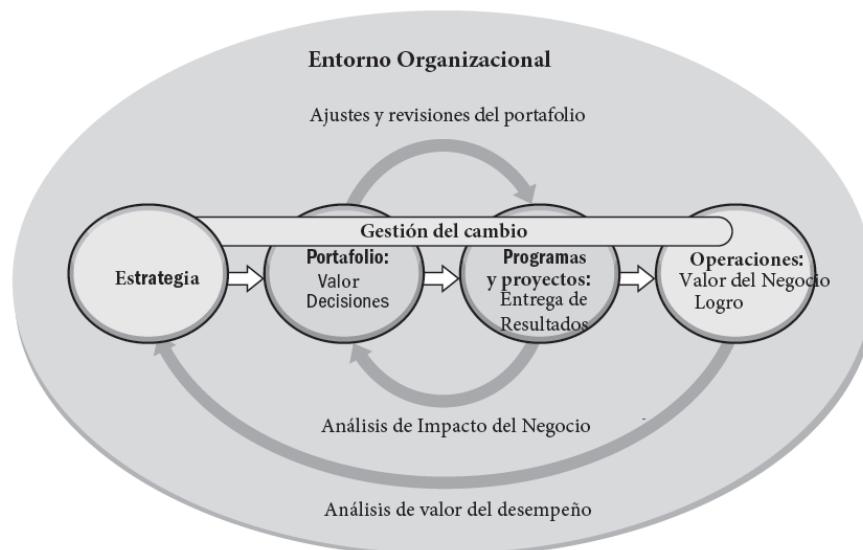 Entorno Organizacional
Ajustes y revisiones del portafolio
Gestión del cambio
Estrategia
Portafolio:
Valor
Decisiones
Programas
y proyectos:
Entrega de
Resultados
Operaciones:
Valor del Negocio
Logro
Análisis de Impacto del Negocio
Análisis de valor del desempeño